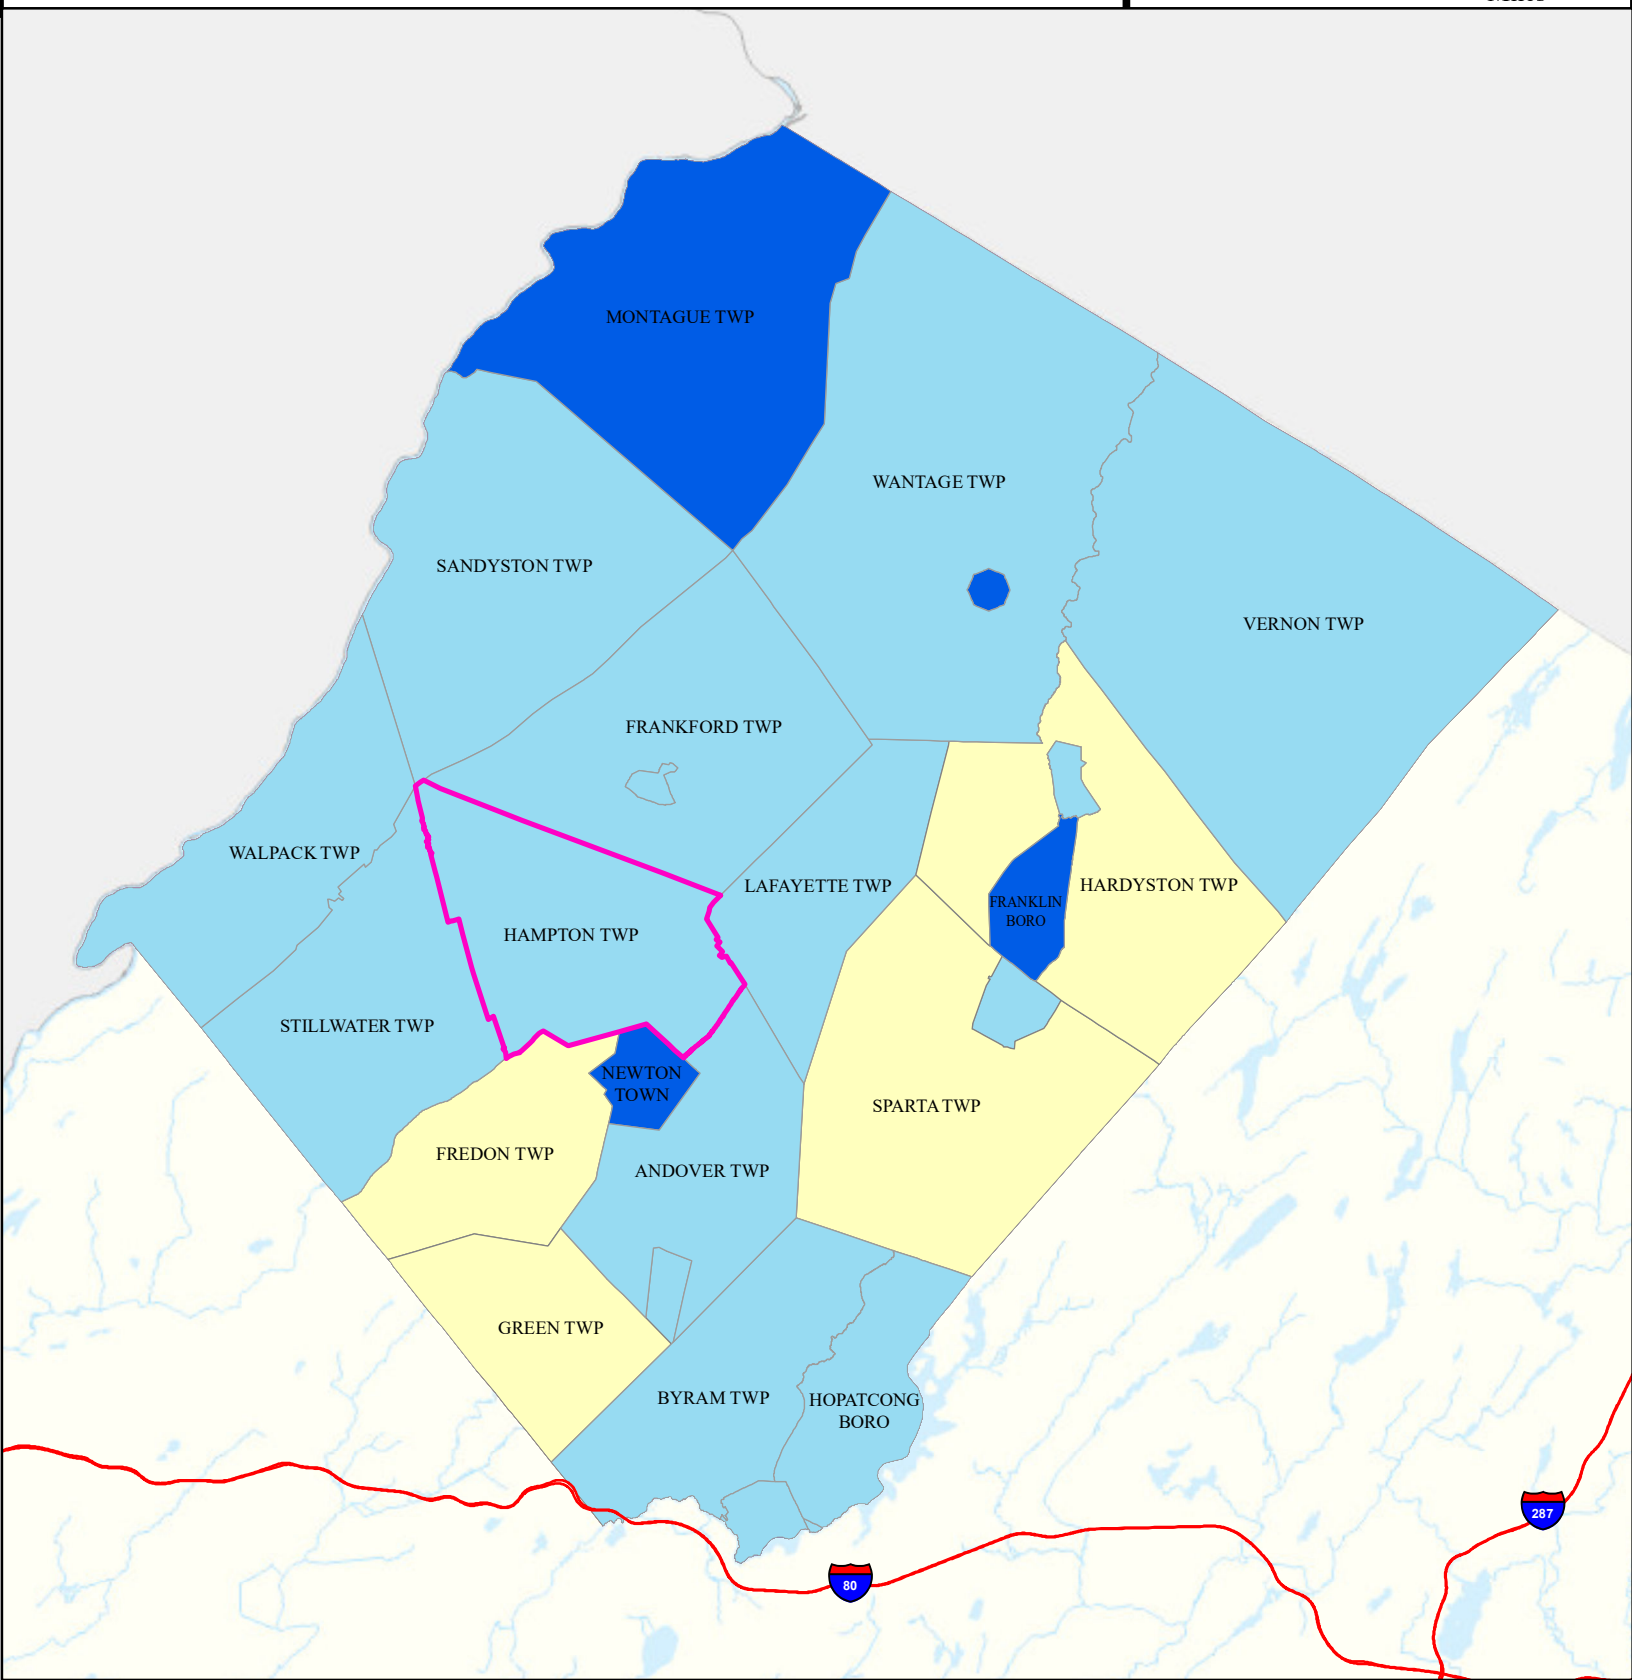 MONTAGUE TWP
WANTAGE TWP
SANDYSTON TWP
VERNON TWP
FRANKFORD TWP
WALPACK TWP
LAFAYETTE TWP
HARDYSTON TWP
FRANKLIN
BORO
HAMPTON TWP
STILLWATER TWP
NEWTON
TOWN
SPARTA TWP
FREDON TWP
ANDOVER TWP
GREEN TWP
BYRAM TWP
HOPATCONG
BORO
287
80